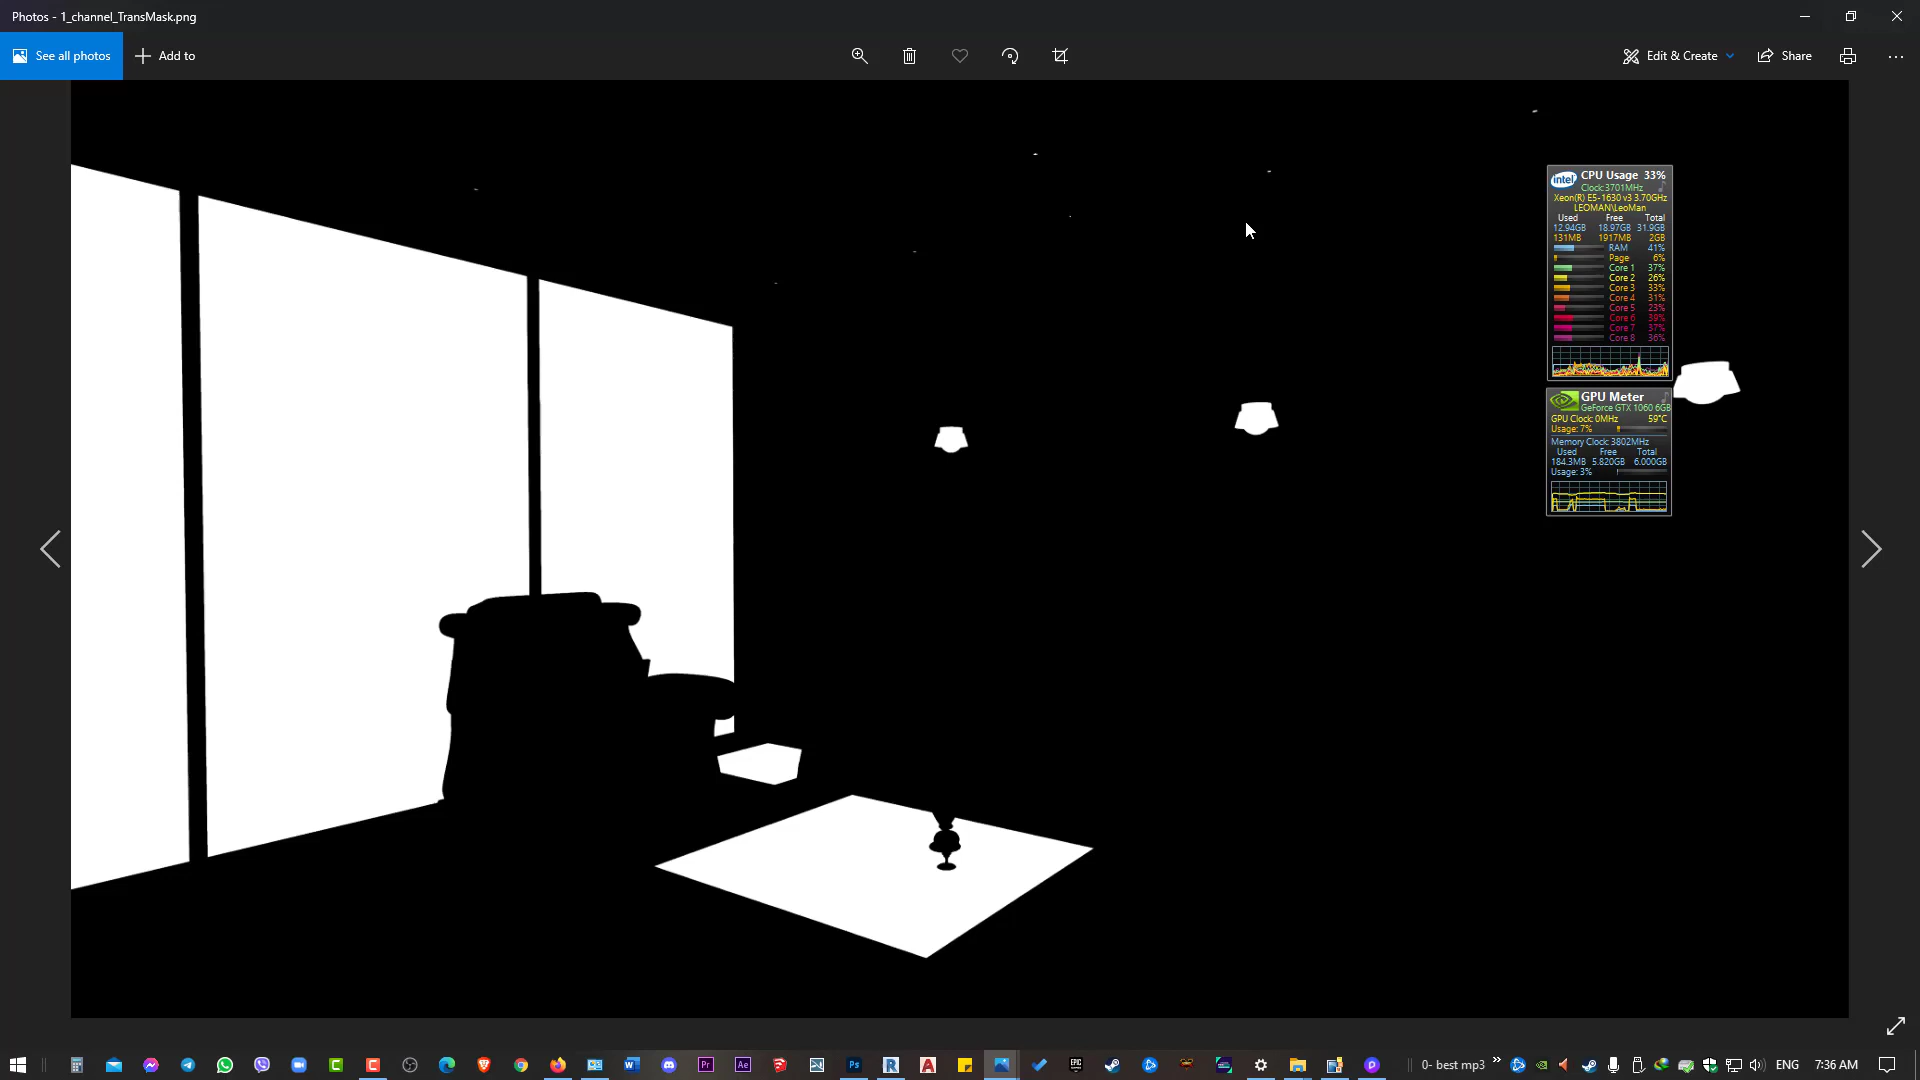 Photos - 1_channel_TransMask.png
See all photos
Add to
Edit & Create
Share
intel
CPU Usage 33%
Clock:3701MHz
Xeon(R) E5-1630 v3 3.70GHz
LEOMAN\LeoMan
Used Free Total
12.94GB 18.97GB 31.9GB
131MB 1917MB 2GB
RAM 41%
Page 6%
Core 1 37%
Core 2 26%
Core 3 33%
Core 4 31%
Core 5 23%
Core 6 39%
Core 7 37%
Core 8 36%
GPU Meter
GeForce GTX 1060 6GB
GPU Clock: 0MHz 59°C
Usage: 7%
Memory Clock: 3802MHz
Used Free Total
184.3MB 5.820GB 6.000GB
Usage: 3%
W
Pr
Ae
Ps
R
A
EPIC
0- best mp3
ENG
7:36 AM